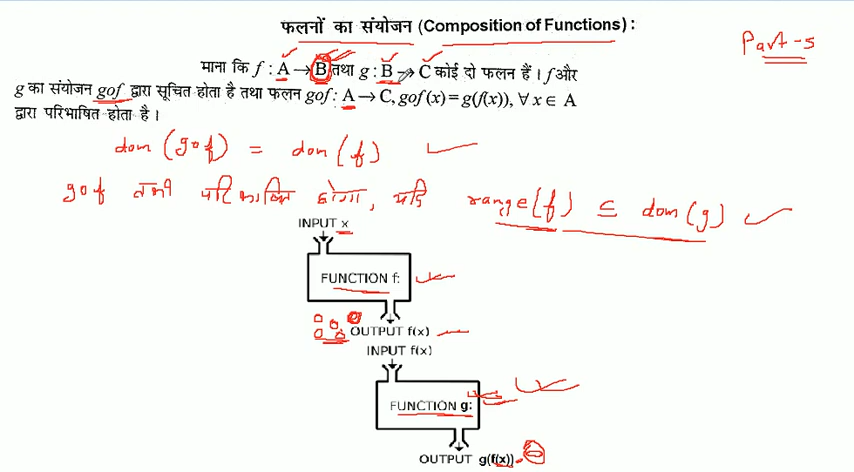 फलनों का संयोजन (Composition of Functions) :
Part-5
माना कि f : A → B तथा g : B → C कोई दो फलन हैं। f और
g का संयोजन gof द्वारा सूचित होता है तथा फलन gof : A → C, gof (x) = g(f(x)), ∀ x ∈ A
द्वारा परिभाषित होता है।
dom (gof) = dom (f)
gof तभी परिभाषित होगा, यदि range(f) ⊆ dom(g)
INPUT x
FUNCTION f:
OUTPUT f(x)
INPUT f(x)
FUNCTION g:
OUTPUT g(f(x))